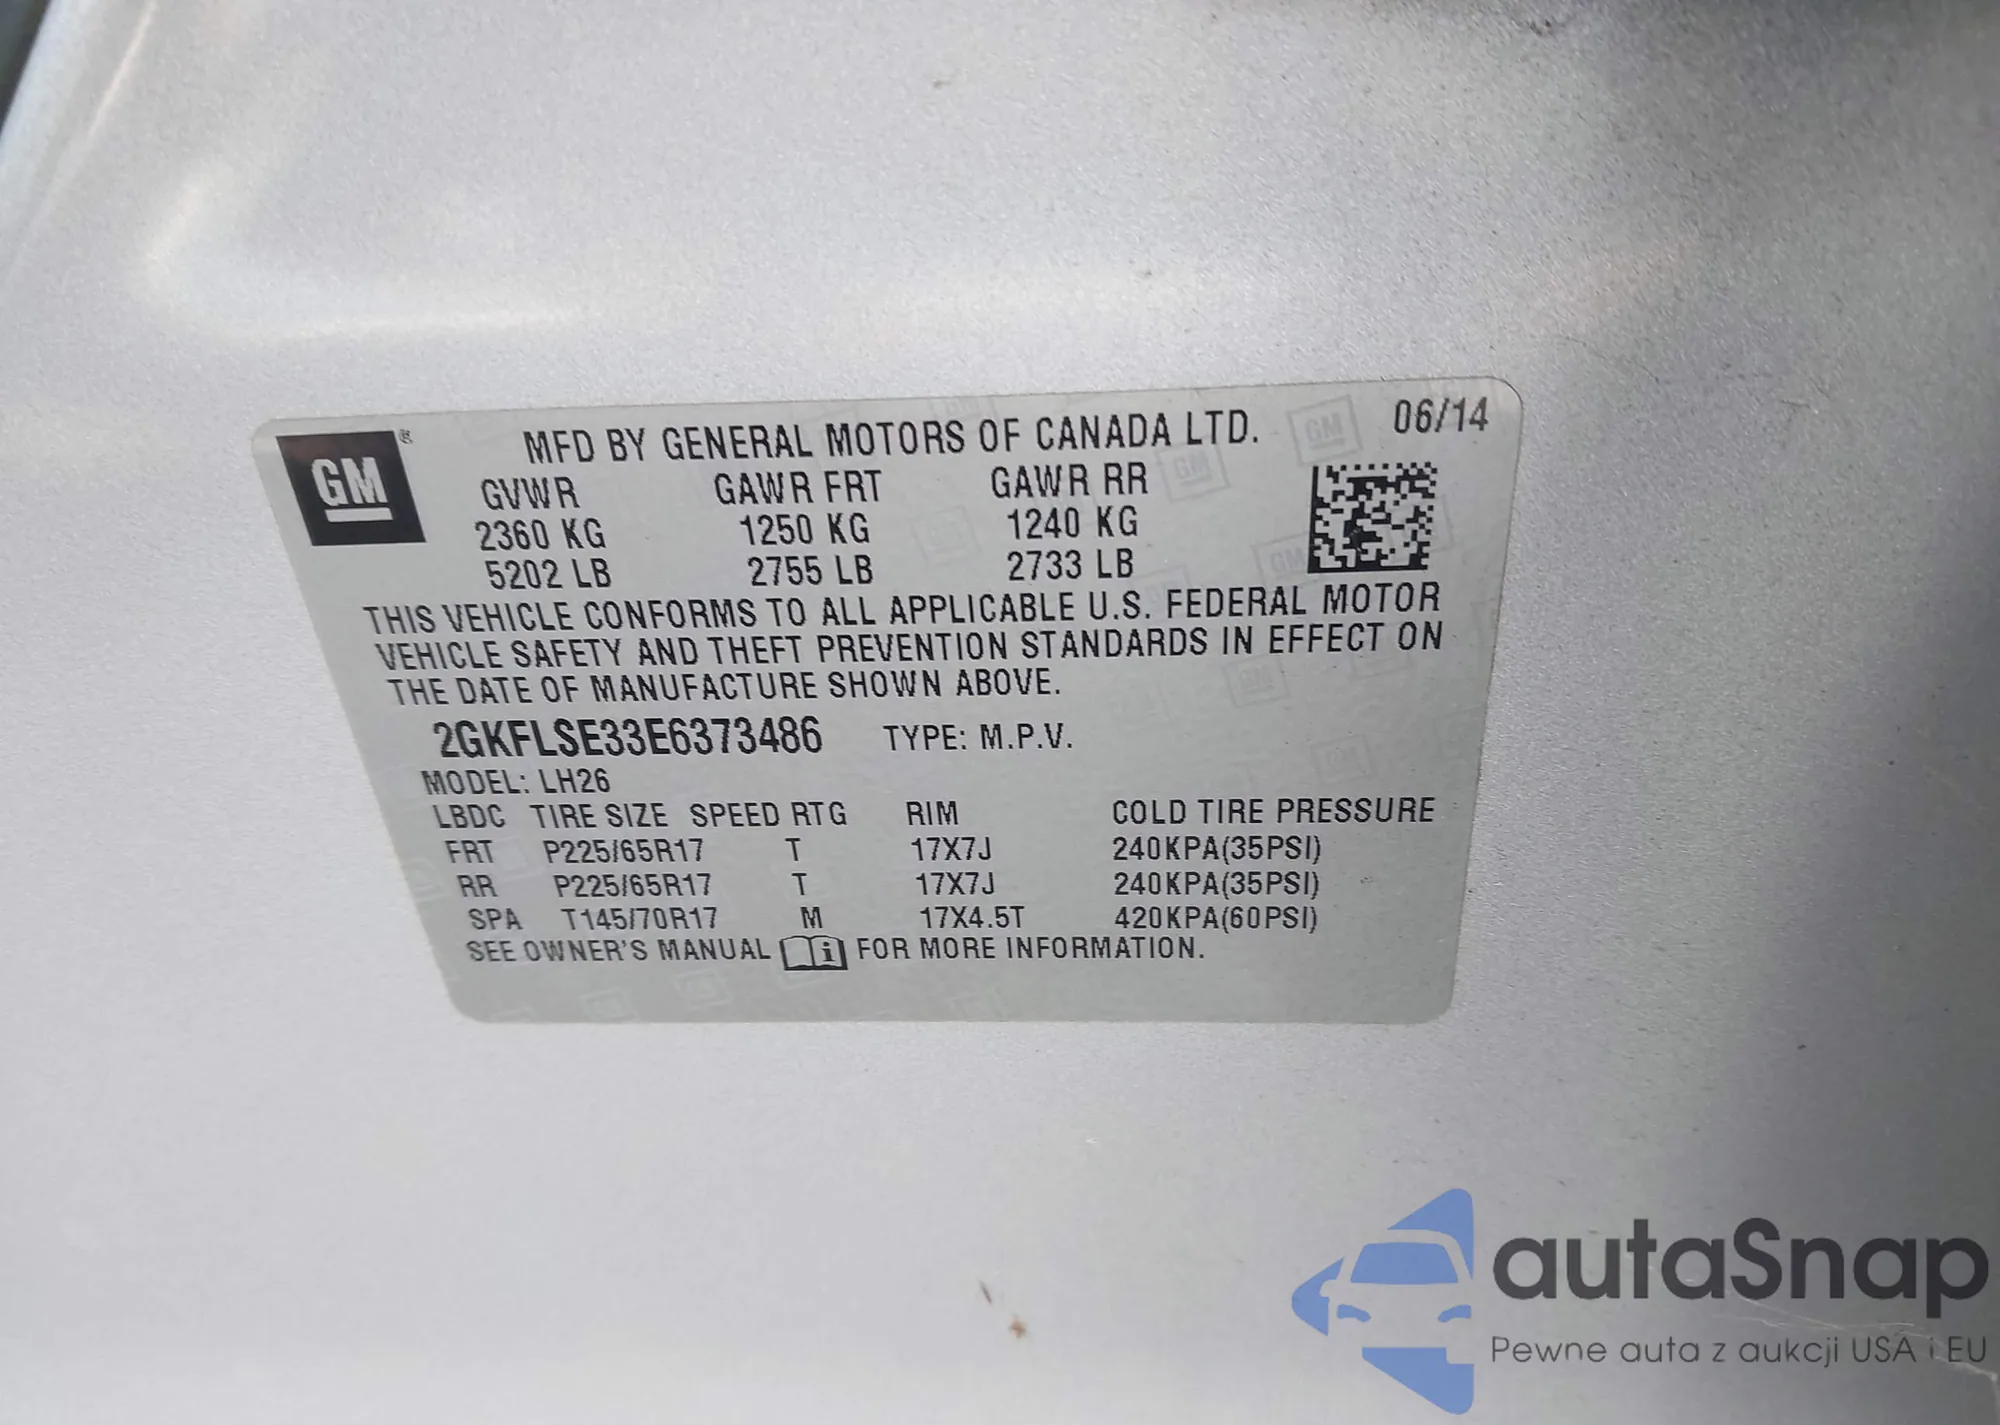 GM ®
MFD BY GENERAL MOTORS OF CANADA LTD. 06/14
GVWR GAWR FRT GAWR RR
2360 KG 1250 KG 1240 KG
5202 LB 2755 LB 2733 LB
THIS VEHICLE CONFORMS TO ALL APPLICABLE U.S. FEDERAL MOTOR
VEHICLE SAFETY AND THEFT PREVENTION STANDARDS IN EFFECT ON
THE DATE OF MANUFACTURE SHOWN ABOVE.
2GKFLSE33E6373486 TYPE: M.P.V.
MODEL: LH26
LBDC TIRE SIZE SPEED RTG RIM COLD TIRE PRESSURE
FRT P225/65R17 T 17X7J 240KPA(35PSI)
RR P225/65R17 T 17X7J 240KPA(35PSI)
SPA T145/70R17 M 17X4.5T 420KPA(60PSI)
SEE OWNER'S MANUAL FOR MORE INFORMATION.
autaSnap
Pewne auta z aukcji USA i EU